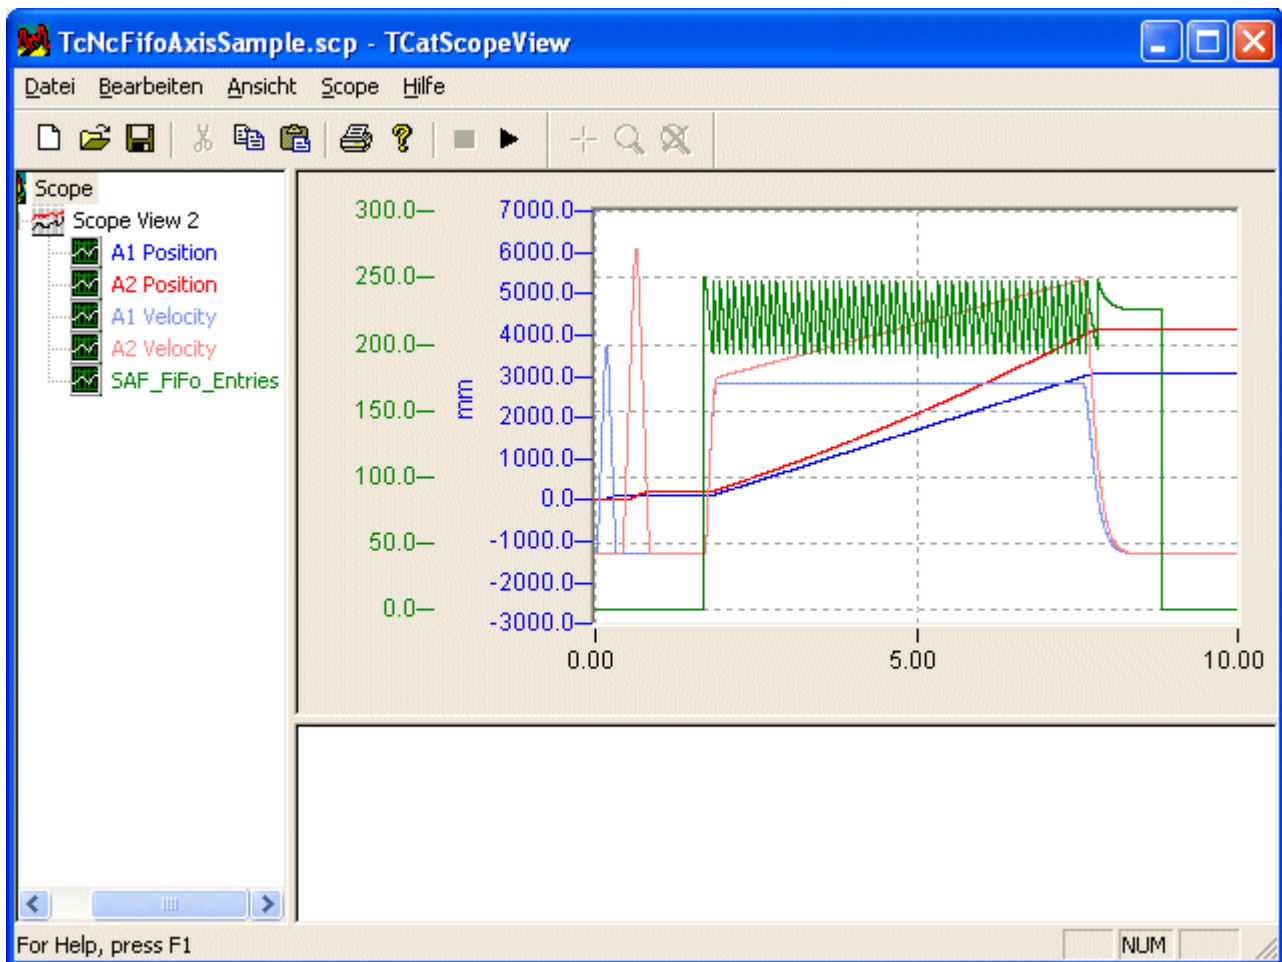 TcNcFifoAxisSample.scp - TCatScopeView
Datei Bearbeiten Ansicht Scope Hilfe
Scope
Scope View 2
A1 Position
A2 Position
A1 Velocity
A2 Velocity
SAF_FiFo_Entries
300.0
250.0
200.0
150.0
100.0
50.0
0.0
mm
7000.0
6000.0
5000.0
4000.0
3000.0
2000.0
1000.0
0.0
-1000.0
-2000.0
-3000.0
0.00 5.00 10.00
For Help, press F1 NUM